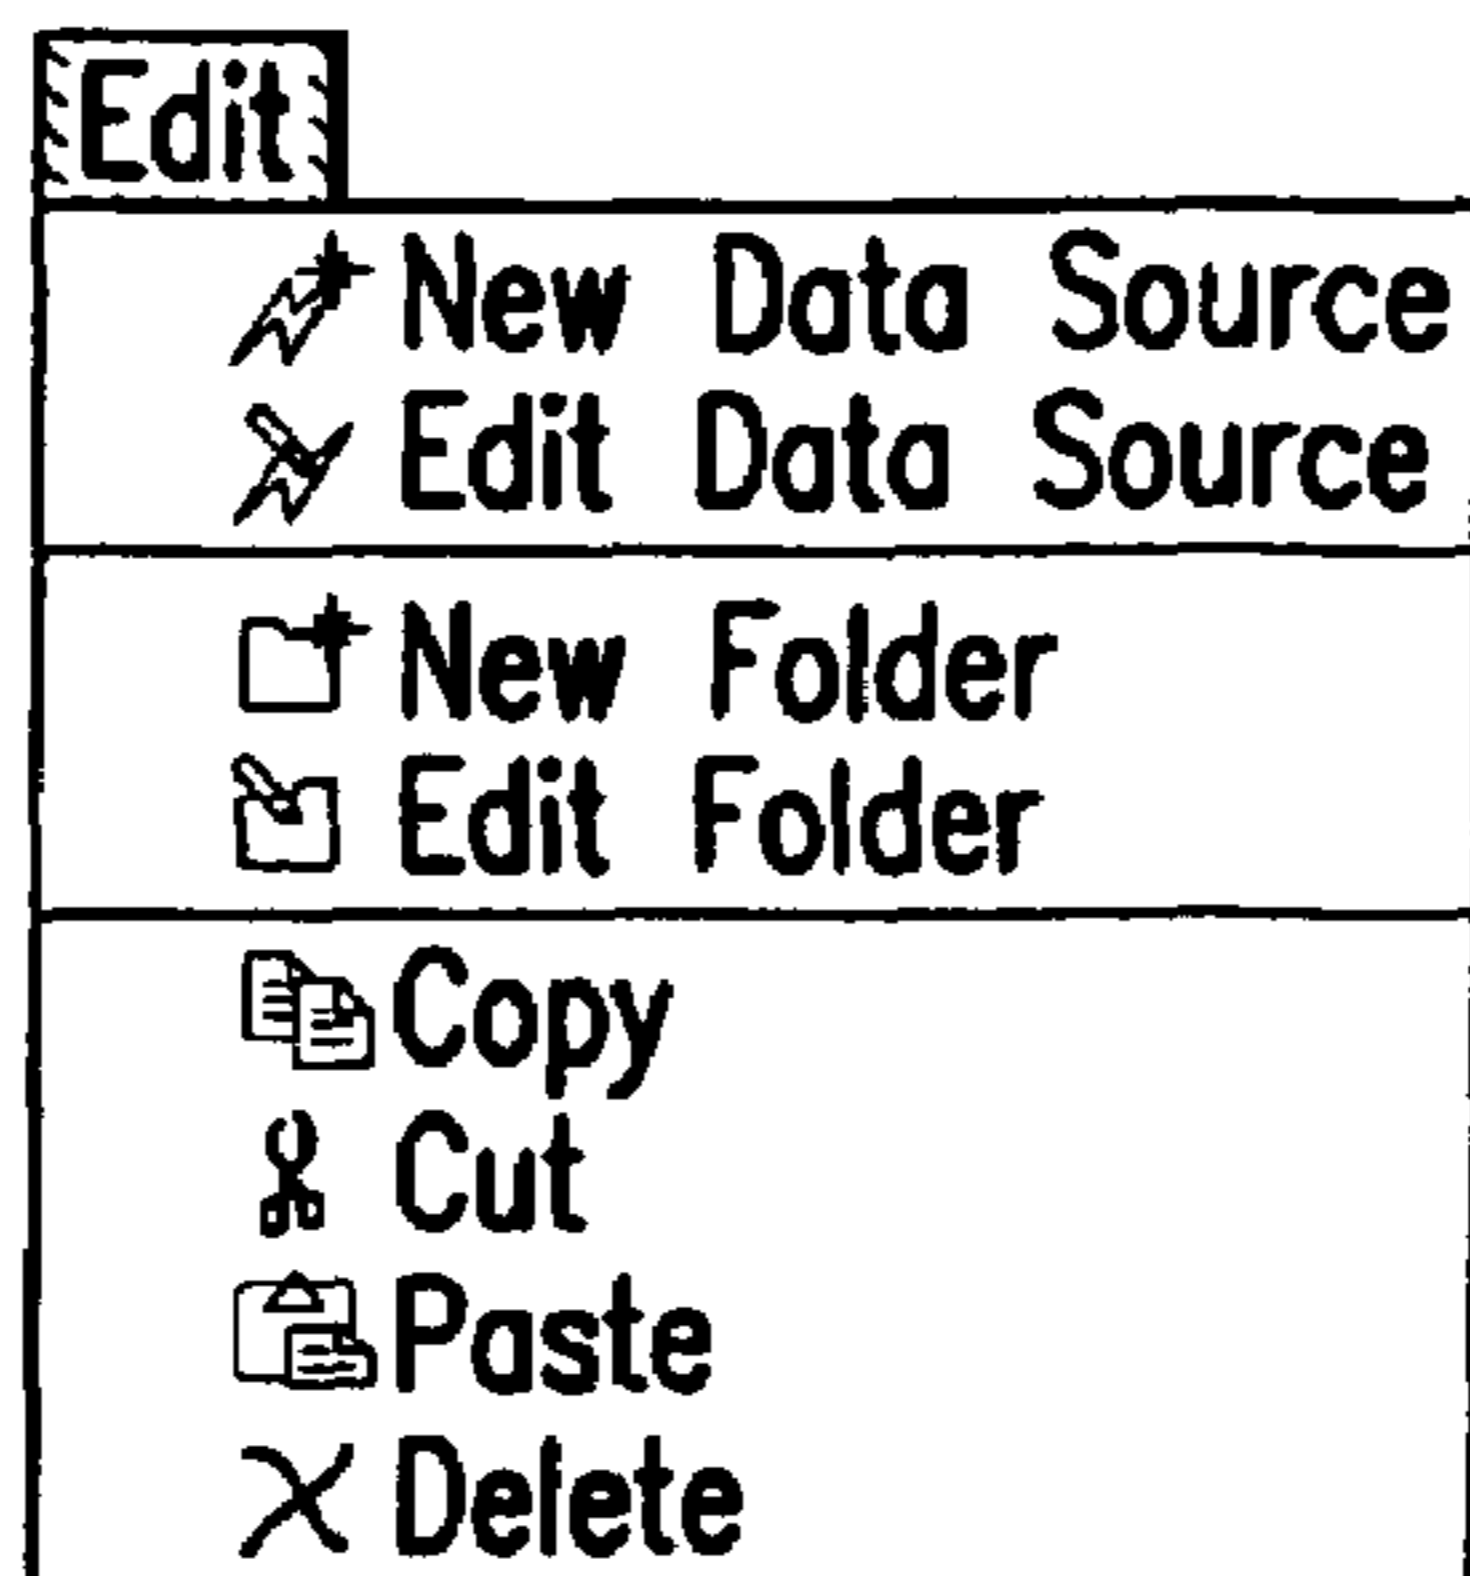 Edit
New Data Source
Edit Data Source
New Folder
Edit Folder
Copy
Cut
Paste
Delete